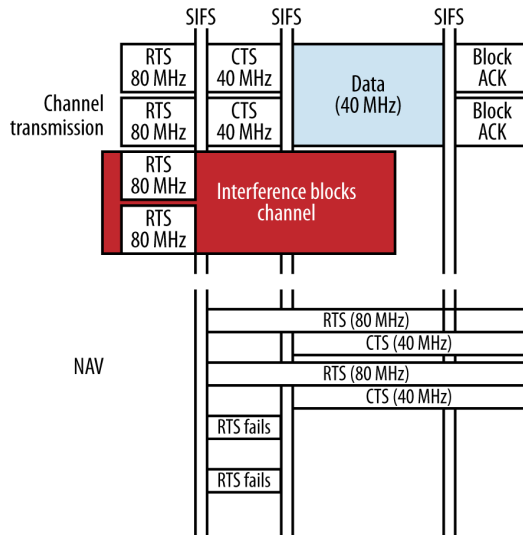 SIFS SIFS SIFS
RTS
80 MHz
CTS
40 MHz
Data
(40 MHz)
Block
ACK
Channel
transmission
RTS
80 MHz
CTS
40 MHz
Block
ACK
RTS
80 MHz
Interference blocks
channel
RTS
80 MHz
NAV
RTS (80 MHz)
CTS (40 MHz)
RTS (80 MHz)
CTS (40 MHz)
RTS fails
RTS fails